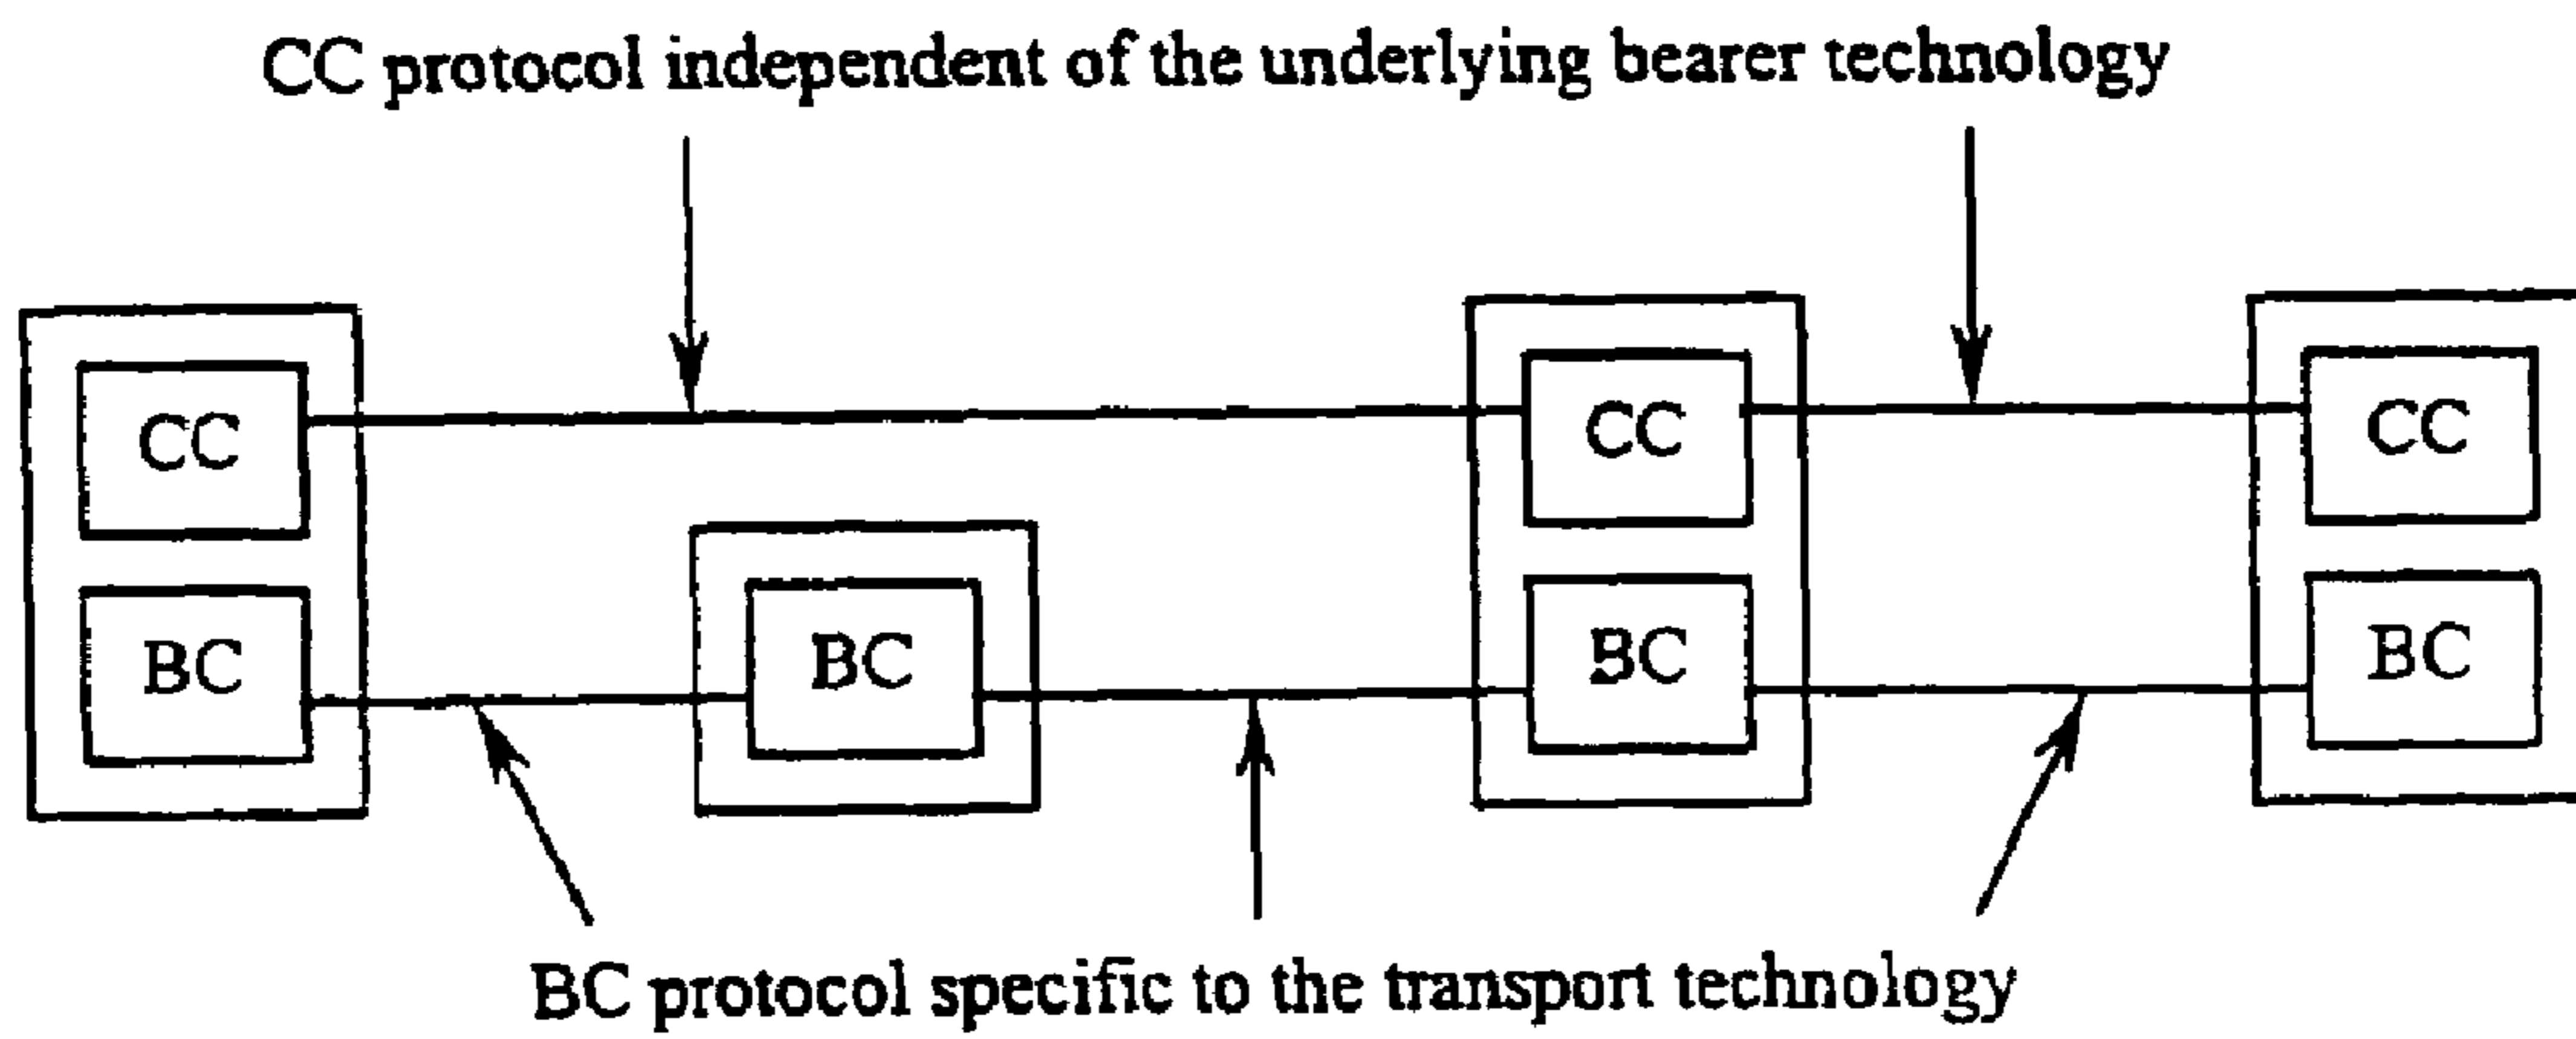 CC protocol independent of the underlying bearer technology
CC
CC
CC
BC
BC
BC
BC
BC protocol specific to the transport technology